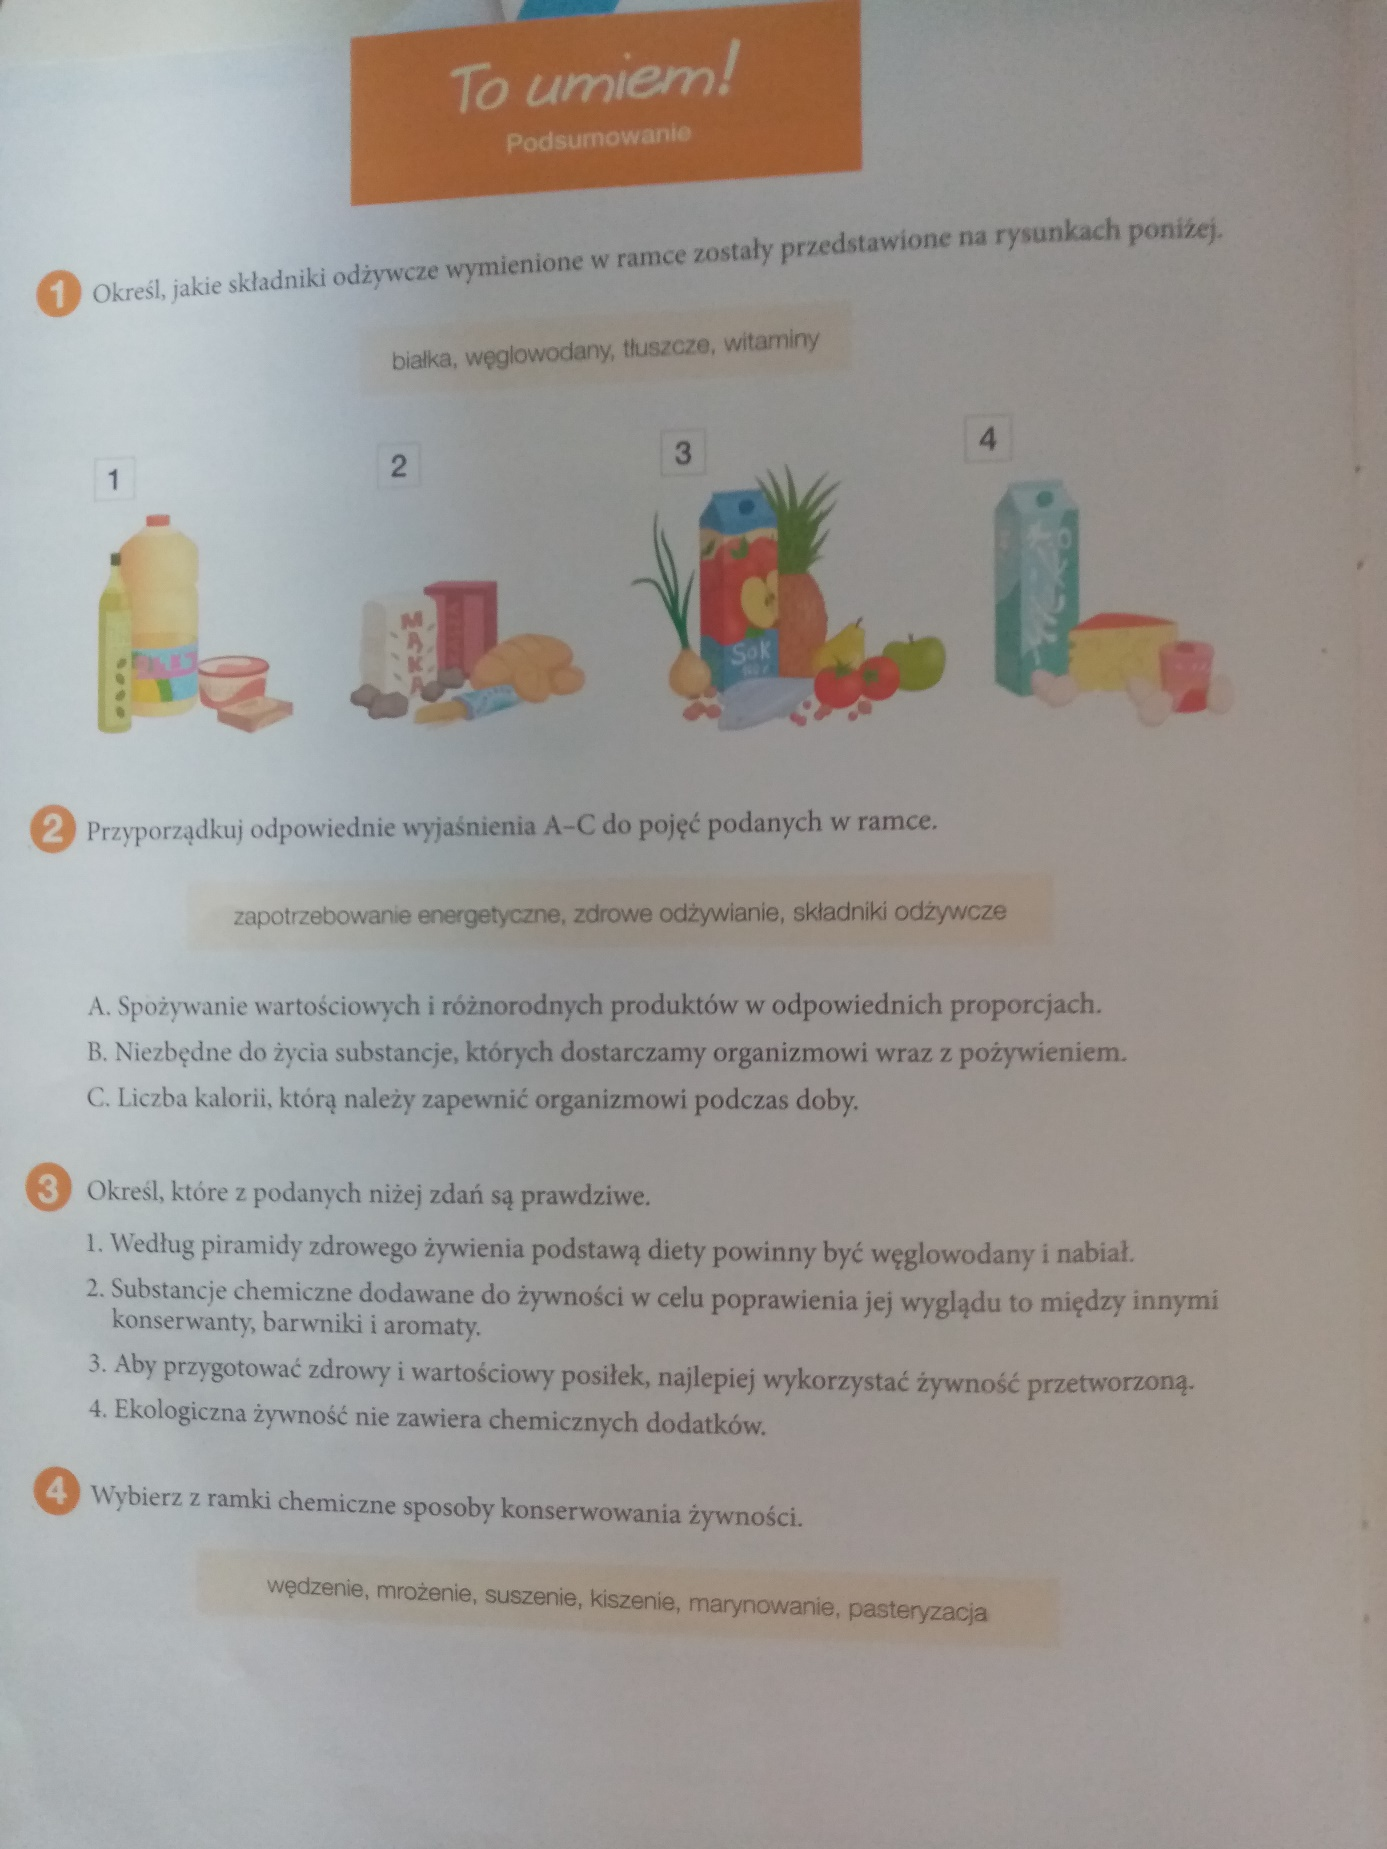 To umiem!
Podsumowanie
1 Określ, jakie składniki odżywcze wymienione w ramce zostały przedstawione na rysunkach poniżej.
białka, węglowodany, tłuszcze, witaminy
1 2 3 4
MĄKA
Sok
2 Przyporządkuj odpowiednie wyjaśnienia A–C do pojęć podanych w ramce.
zapotrzebowanie energetyczne, zdrowe odżywianie, składniki odżywcze
A. Spożywanie wartościowych i różnorodnych produktów w odpowiednich proporcjach.
B. Niezbędne do życia substancje, których dostarczamy organizmowi wraz z pożywieniem.
C. Liczba kalorii, którą należy zapewnić organizmowi podczas doby.
3 Określ, które z podanych niżej zdań są prawdziwe.
1. Według piramidy zdrowego żywienia podstawą diety powinny być węglowodany i nabiał.
2. Substancje chemiczne dodawane do żywności w celu poprawienia jej wyglądu to między innymi
konserwanty, barwniki i aromaty.
3. Aby przygotować zdrowy i wartościowy posiłek, najlepiej wykorzystać żywność przetworzoną.
4. Ekologiczna żywność nie zawiera chemicznych dodatków.
4 Wybierz z ramki chemiczne sposoby konserwowania żywności.
wędzenie, mrożenie, suszenie, kiszenie, marynowanie, pasteryzacja